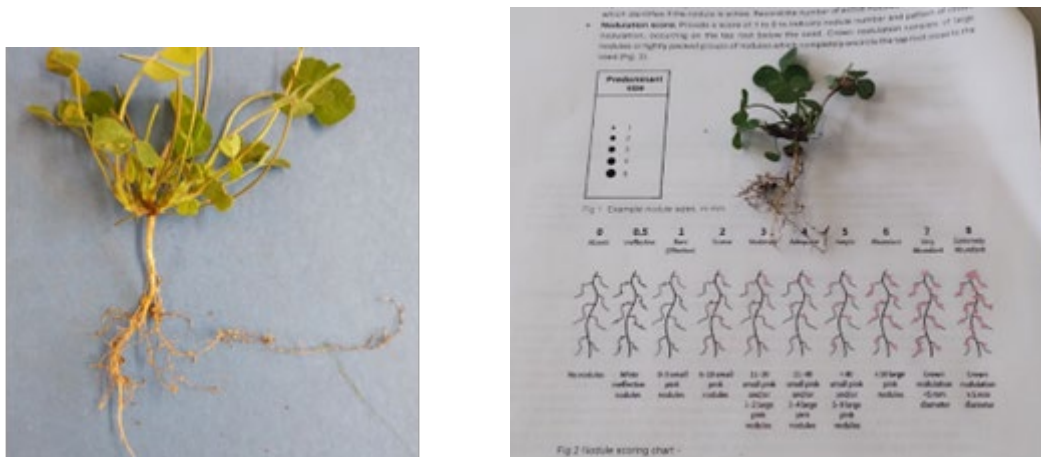 which identifies if the nodule is active. Record the number of active nodules
• Nodulation score. Provide a score of 1 to 8 to indicate nodule number and pattern of
nodulation, occurring on the tap root below the seed. Crown nodulation consists of large
nodules or tightly packed groups of nodules which completely encircle the tap root close to the
seed (Fig. 2).
Predominant
size
1
2
3
4
5
Fig 1 Example nodule sizes, in mm
0 0.5 1 2 3 4 5 6 7 8
Absent Ineffective Rare Scarce Moderate Adequate Abundant Very Extremely
(Effective) Abundant Abundant
No nodules White 0-5 small 6-10 small 11-20 21-40 >40 >10 large Crown Crown
ineffective pink pink small pink small pink small pink pink nodulation nodulation
nodules nodules nodules and/or and/or and/or nodules <5 mm >5 mm
1-2 large 3-4 large 5-9 large diameter diameter
pink pink pink
nodules nodules nodules
Fig 2 Nodule scoring chart -